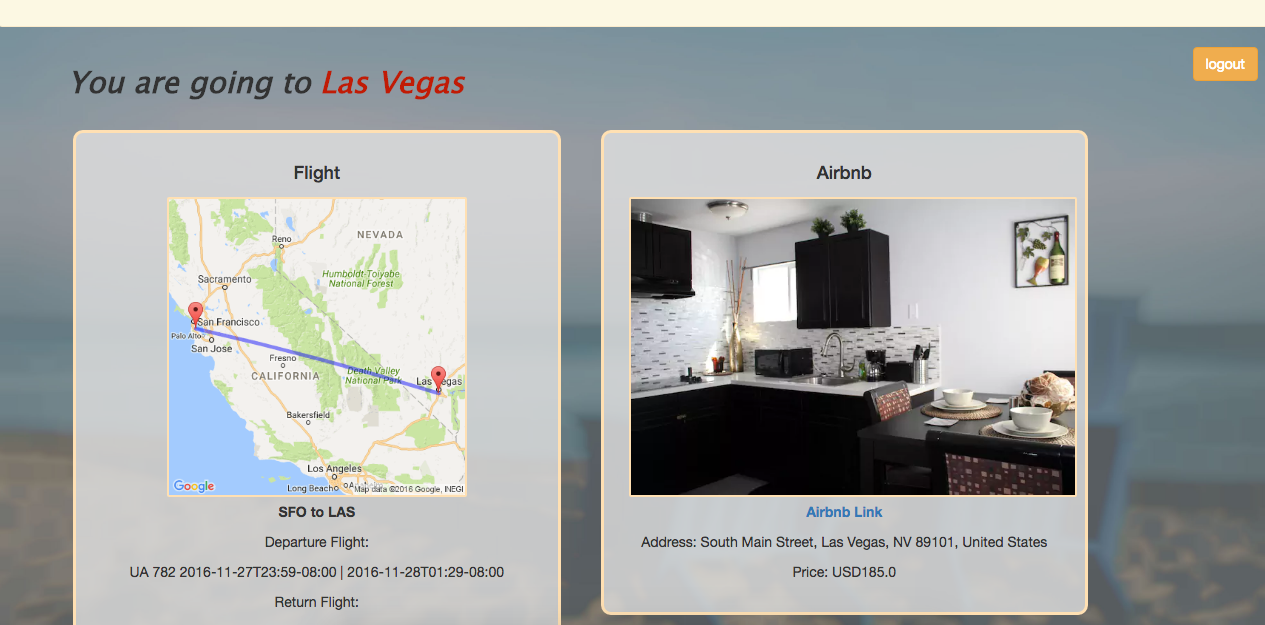 You are going to Las Vegas
logout
Flight
Reno
NEVADA
Humboldt-Toiyabe
National Forest
Sacramento
San Francisco
Palo Alto
San Jose
Fresno
CALIFORNIA
Death Valley
National Park
Las Vegas
Bakersfield
Los Angeles
Long Beach
Google
Map data ©2016 Google, INEGI
SFO to LAS
Departure Flight:
UA 782 2016-11-27T23:59-08:00 | 2016-11-28T01:29-08:00
Return Flight:
Airbnb
Airbnb Link
Address: South Main Street, Las Vegas, NV 89101, United States
Price: USD185.0